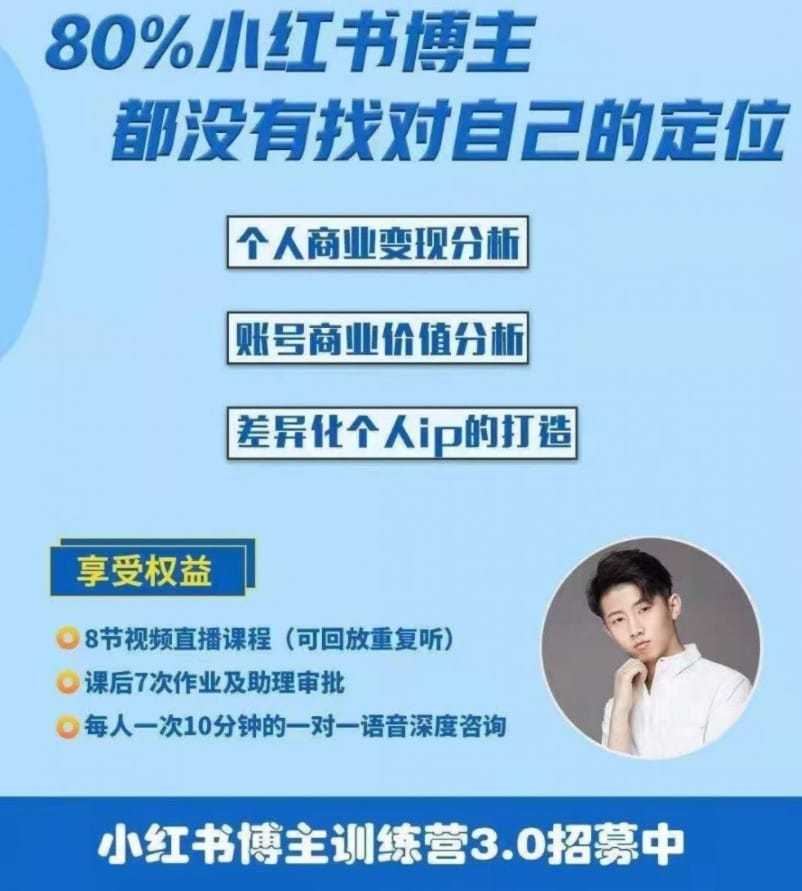 80%小红书博主
都没有找对自己的定位
个人商业变现分析
账号商业价值分析
差异化个人ip的打造
享受权益
8节视频直播课程（可回放重复听）
课后7次作业及助理审批
每人一次10分钟的一对一语音深度咨询
小红书博主训练营3.0招募中